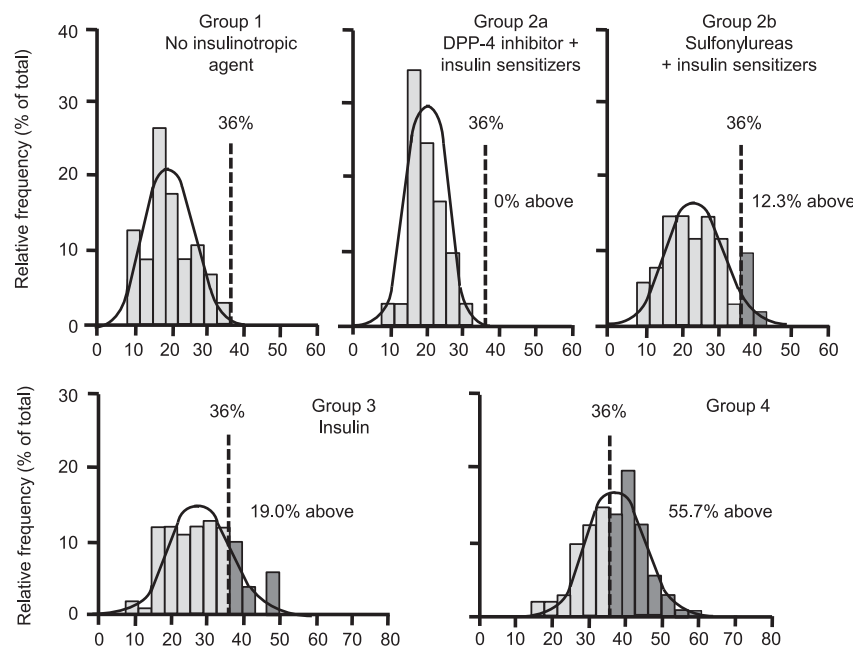 Group 1
No insulinotropic
agent
Group 2a
DPP-4 inhibitor +
insulin sensitizers
Group 2b
Sulfonylureas
+ insulin sensitizers
Relative frequency (% of total)
40
30
20
10
0
36%
36%
0% above
36%
12.3% above
0 10 20 30 40 50 60
0 10 20 30 40 50 60
0 10 20 30 40 50 60
Group 3
Insulin
Group 4
Relative frequency (% of total)
30
20
10
0
36%
19.0% above
36%
55.7% above
0 10 20 30 40 50 60 70 80
0 10 20 30 40 50 60 70 80